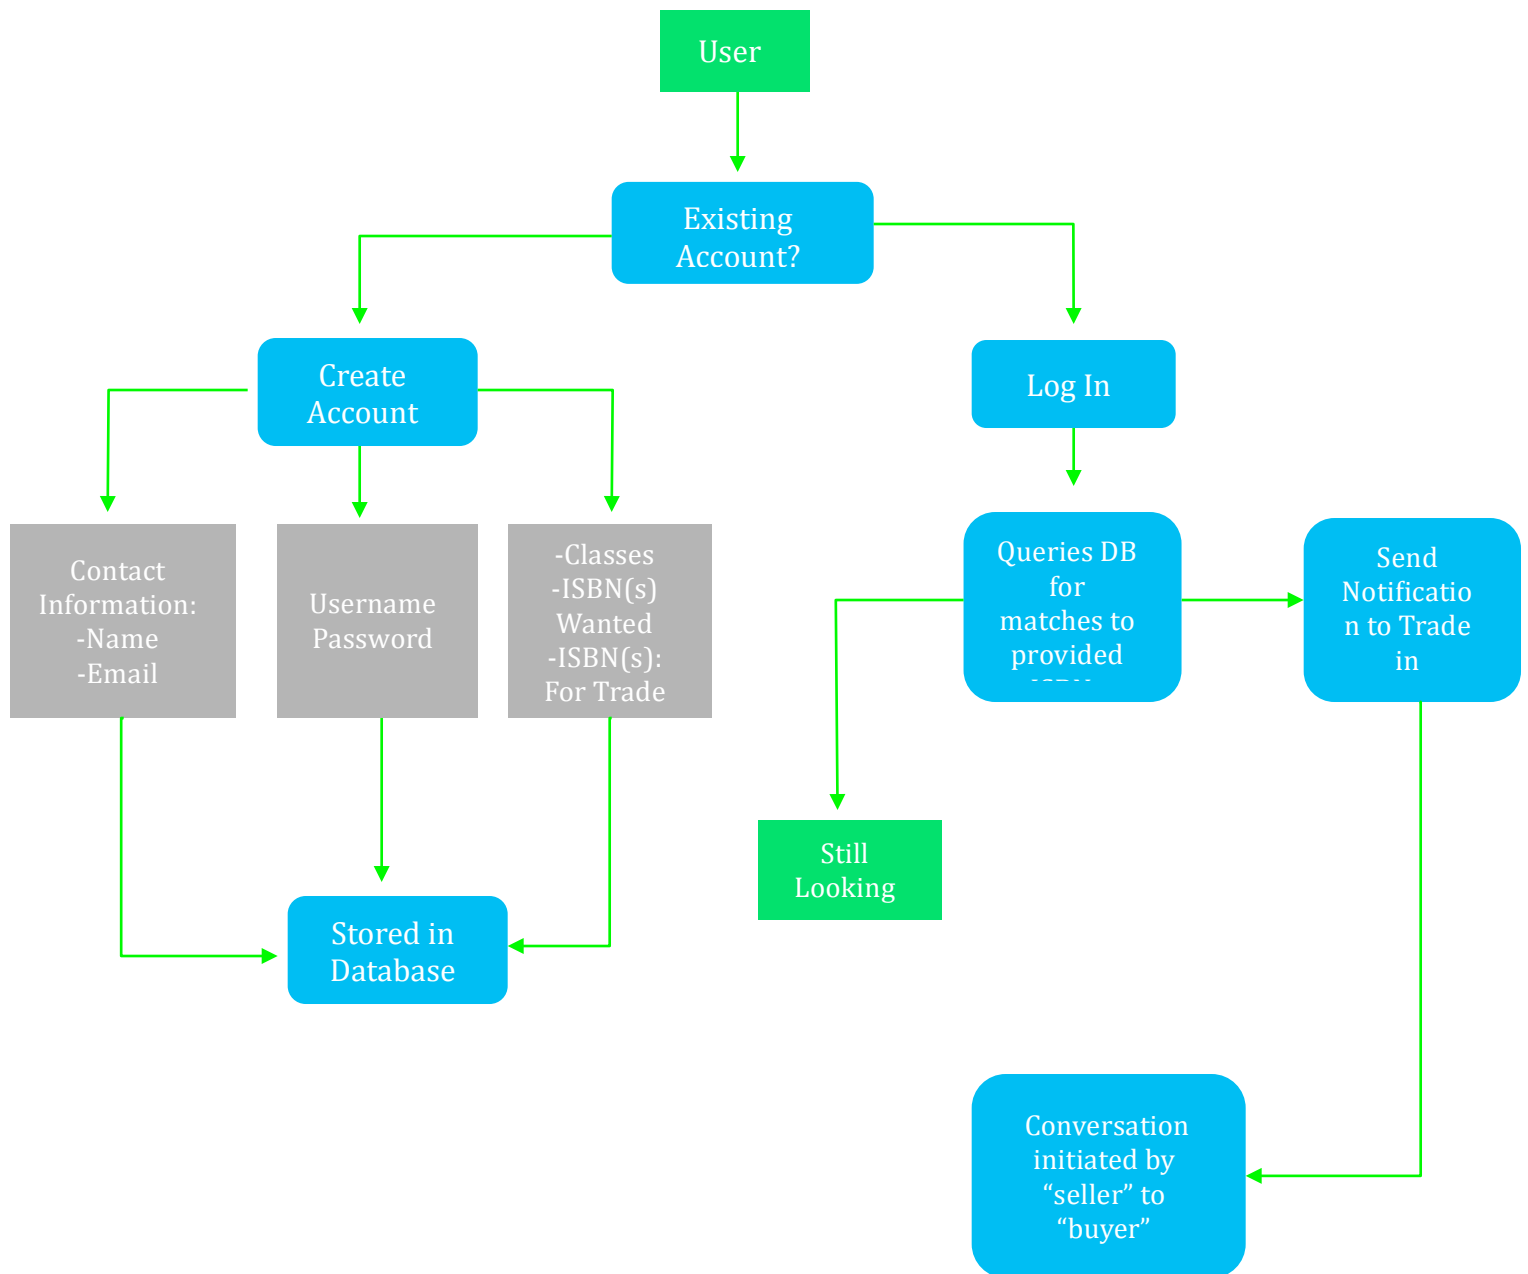 User
Existing
Account?
Create
Account
Log In
Contact
Information:
-Name
-Email
Username
Password
-Classes
-ISBN(s)
Wanted
-ISBN(s):
For Trade
Queries DB
for
matches to
provided
Send
Notificatio
n to Trade
in
Still
Looking
Stored in
Database
Conversation
initiated by
“seller” to
“buyer”